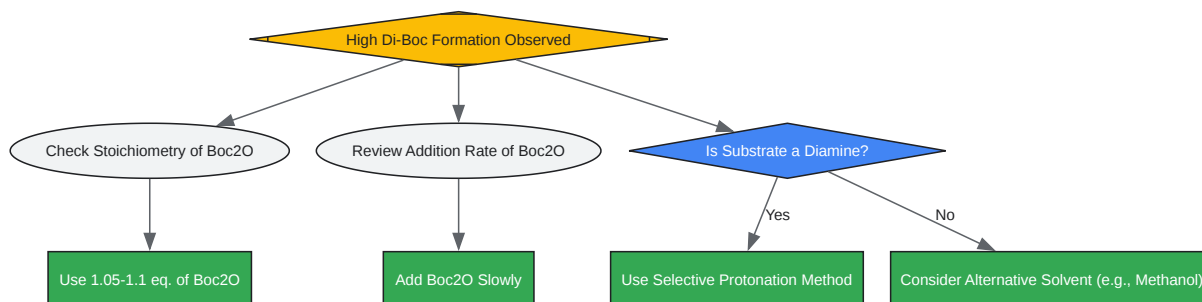 High Di-Boc Formation Observed
Check Stoichiometry of Boc2O
Review Addition Rate of Boc2O
Is Substrate a Diamine?
Yes
No
Use 1.05-1.1 eq. of Boc2O
Add Boc2O Slowly
Use Selective Protonation Method
Consider Alternative Solvent (e.g., Methanol)